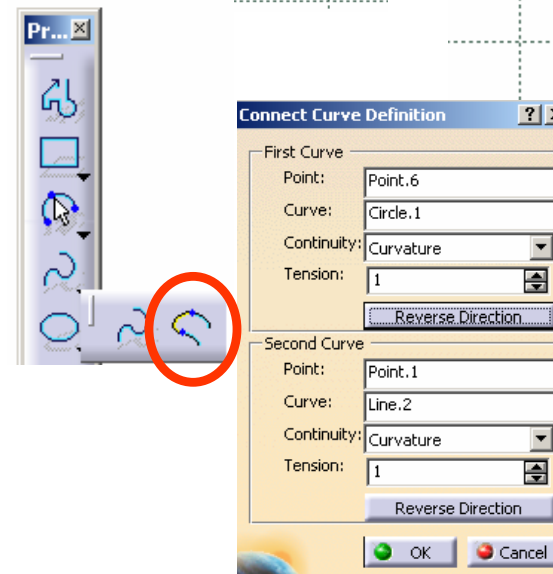 Pr...
Connect Curve Definition
First Curve
Point: Point.6
Curve: Circle.1
Continuity: Curvature
Tension: 1
Reverse Direction
Second Curve
Point: Point.1
Curve: Line.2
Continuity: Curvature
Tension: 1
Reverse Direction
OK Cancel